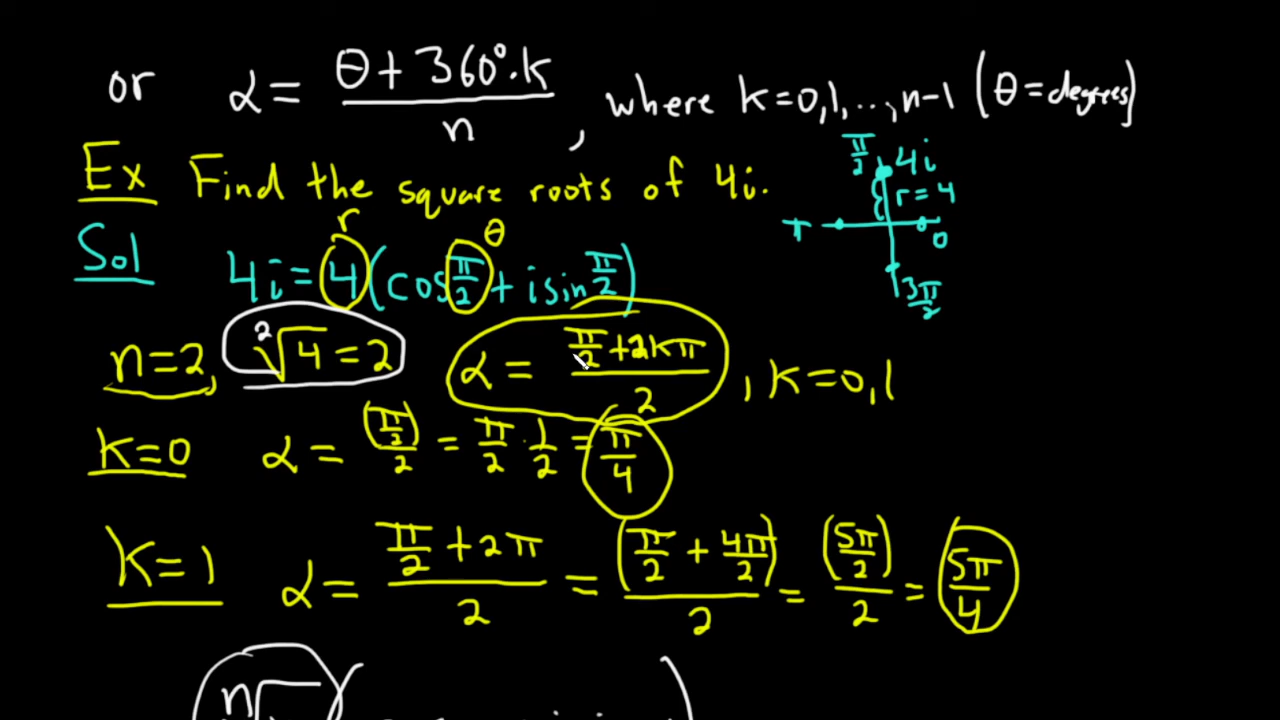 or α = (θ + 360°·k)/n , where k = 0,1,..., n-1 (θ = degrees)
Ex Find the square roots of 4i.
π/2 4i
r = 4
π 0
3π/2
r θ
Sol 4i = 4(cos π/2 + i sin π/2)
n = 2, ²√4 = 2 α = (π/2 + 2kπ)/2 , k = 0,1
k = 0 α = (π/2)/2 = π/2 · 1/2 = π/4
k = 1 α = (π/2 + 2π)/2 = (π/2 + 4π/2)/2 = (5π/2)/2 = 5π/4
ⁿ√ ( )